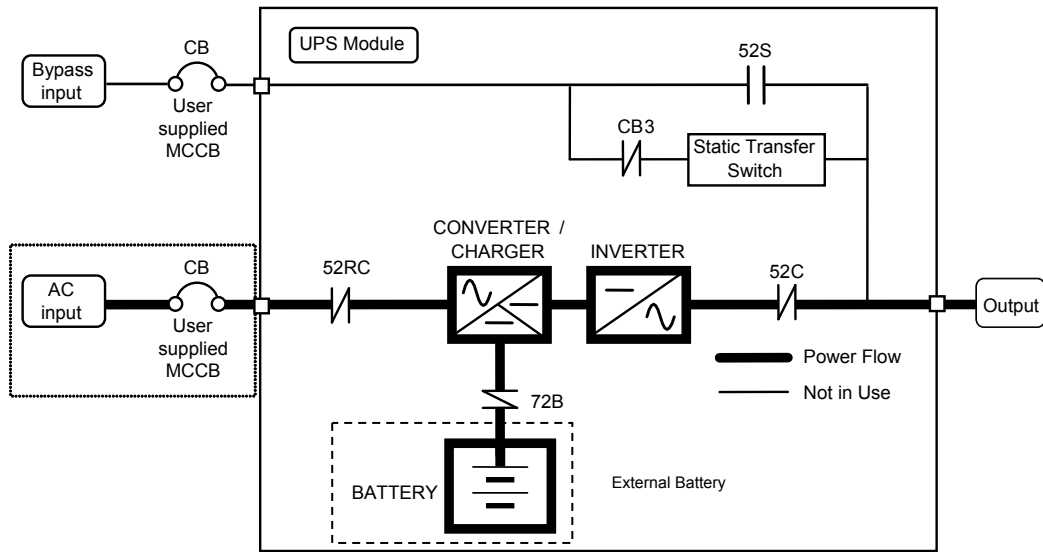 UPS Module
CB
52S
Bypass
input
User
supplied
MCCB
CB3
Static Transfer
Switch
CONVERTER /
CHARGER
INVERTER
CB
52RC
52C
AC
input
Output
User
supplied
MCCB
Power Flow
Not in Use
72B
BATTERY
External Battery